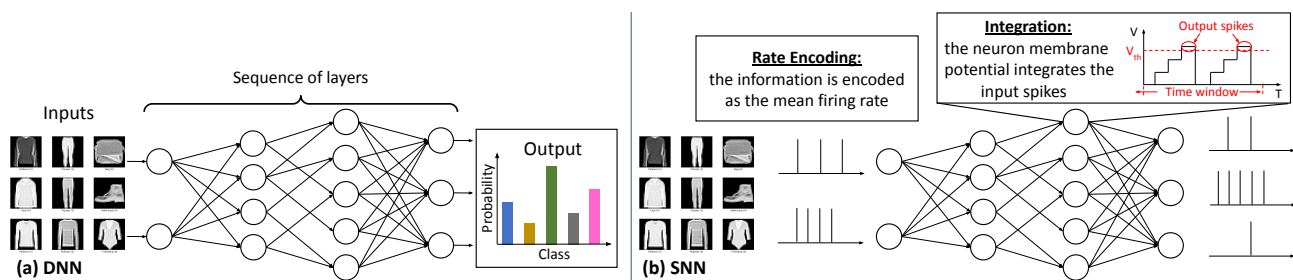 Sequence of layers
Inputs
Output
Probability
Class
(a) DNN
Rate Encoding:
the information is encoded
as the mean firing rate
Integration:
the neuron membrane
potential integrates the
input spikes
V
Output spikes
Vth
Time window
T
(b) SNN